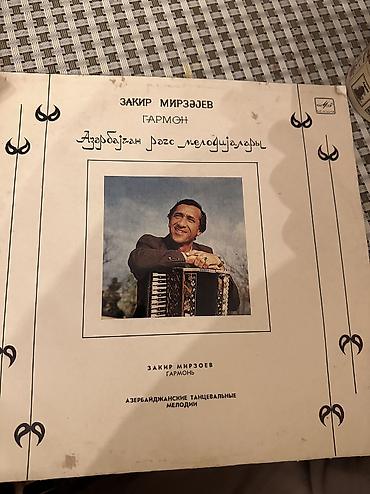 ЗАКИР МИРЗӘЈЕВ
ГАРМОН
Азәрбајҹан рәгс мелодијалары
ЗАКИР МИРЗОЕВ
ГАРМОНЬ
АЗЕРБАЙДЖАНСКИЕ ТАНЦЕВАЛЬНЫЕ
МЕЛОДИИ